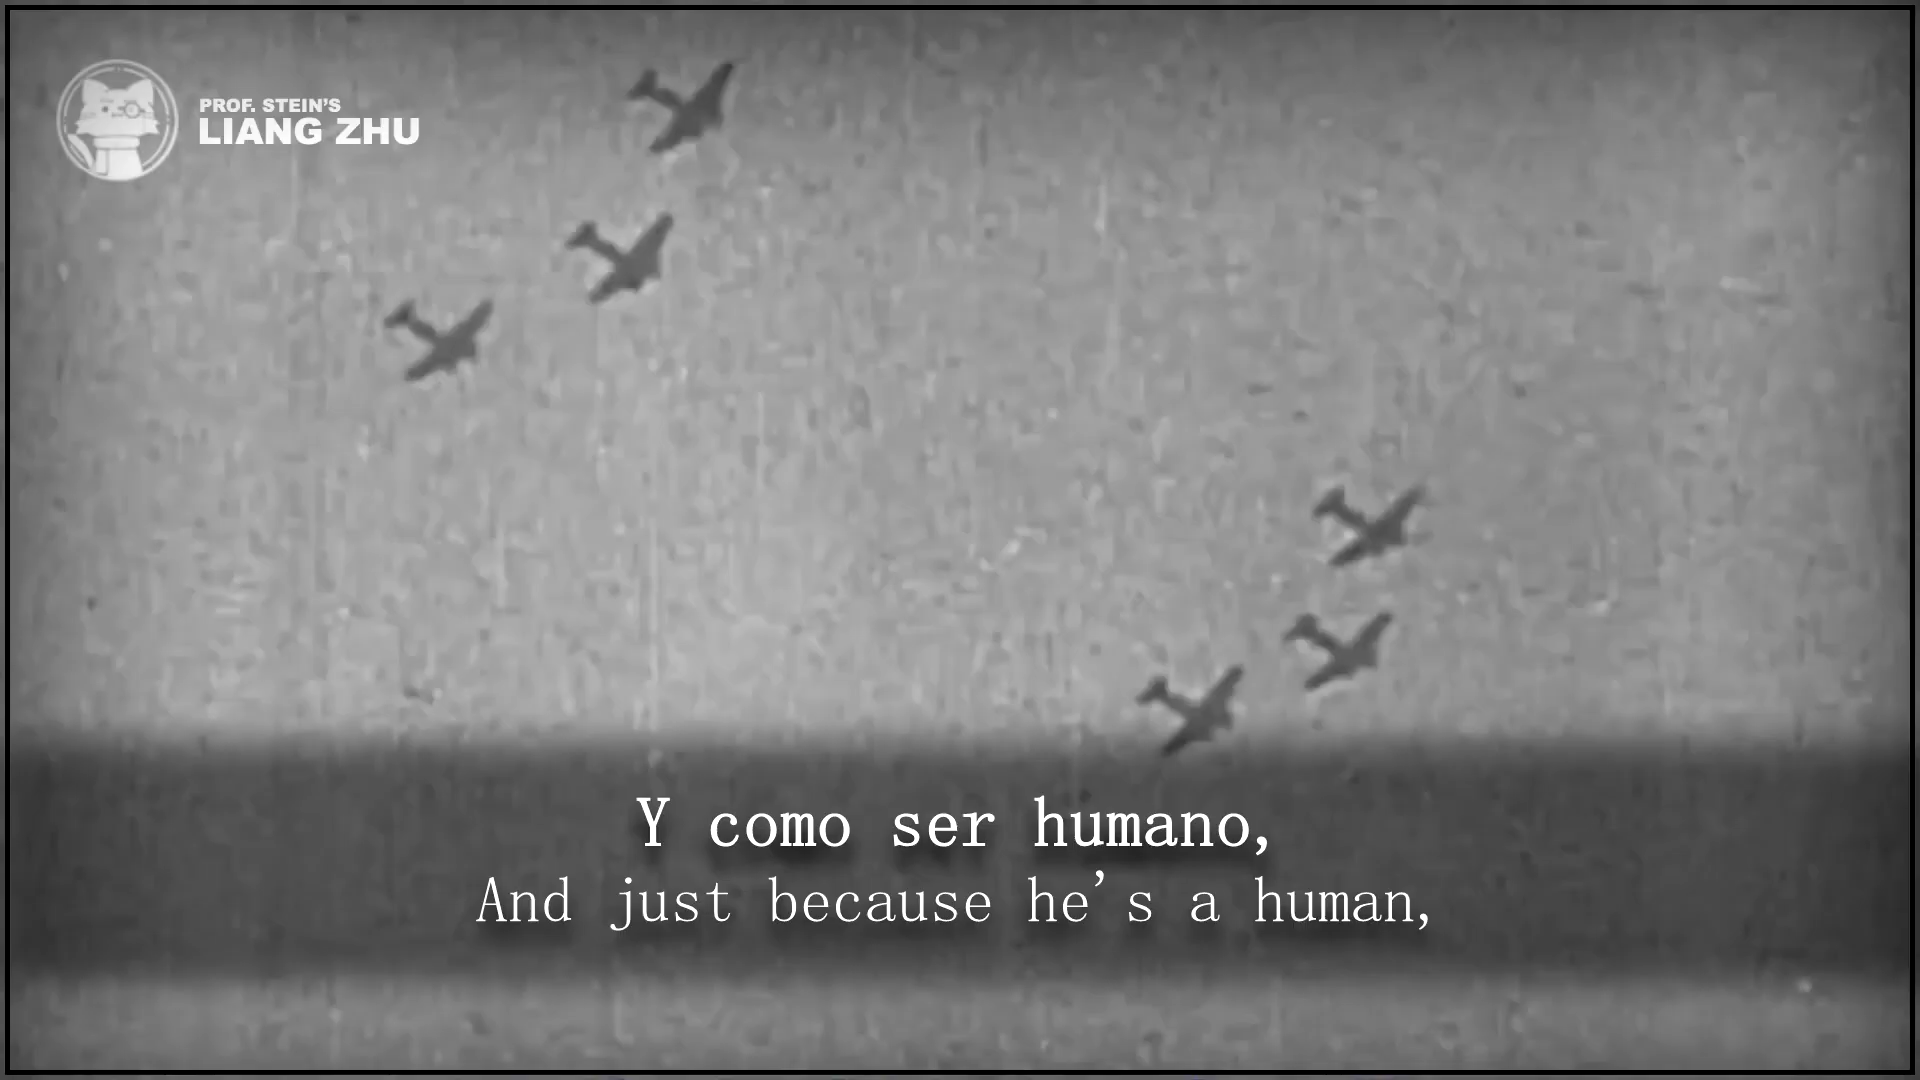 PROF. STEIN'S
LIANG ZHU
Y como ser humano,
And just because he's a human,